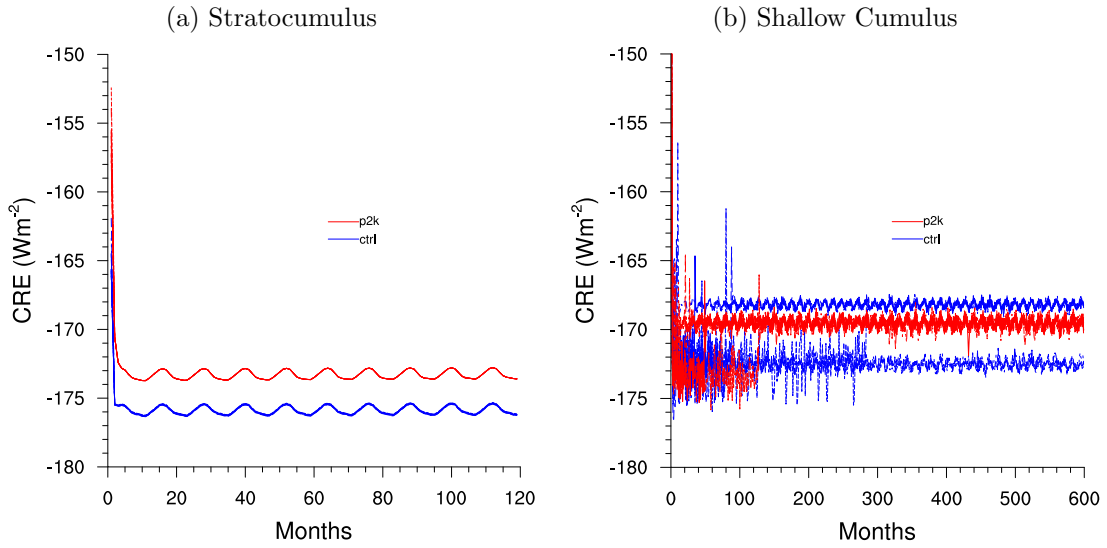 (a) Stratocumulus
-150
-155
-160
-165
-170
-175
-180
CRE (Wm-2)
p2k
ctrl
0 20 40 60 80 100 120
Months
(b) Shallow Cumulus
-150
-155
-160
-165
-170
-175
-180
CRE (Wm-2)
p2k
ctrl
0 100 200 300 400 500 600
Months